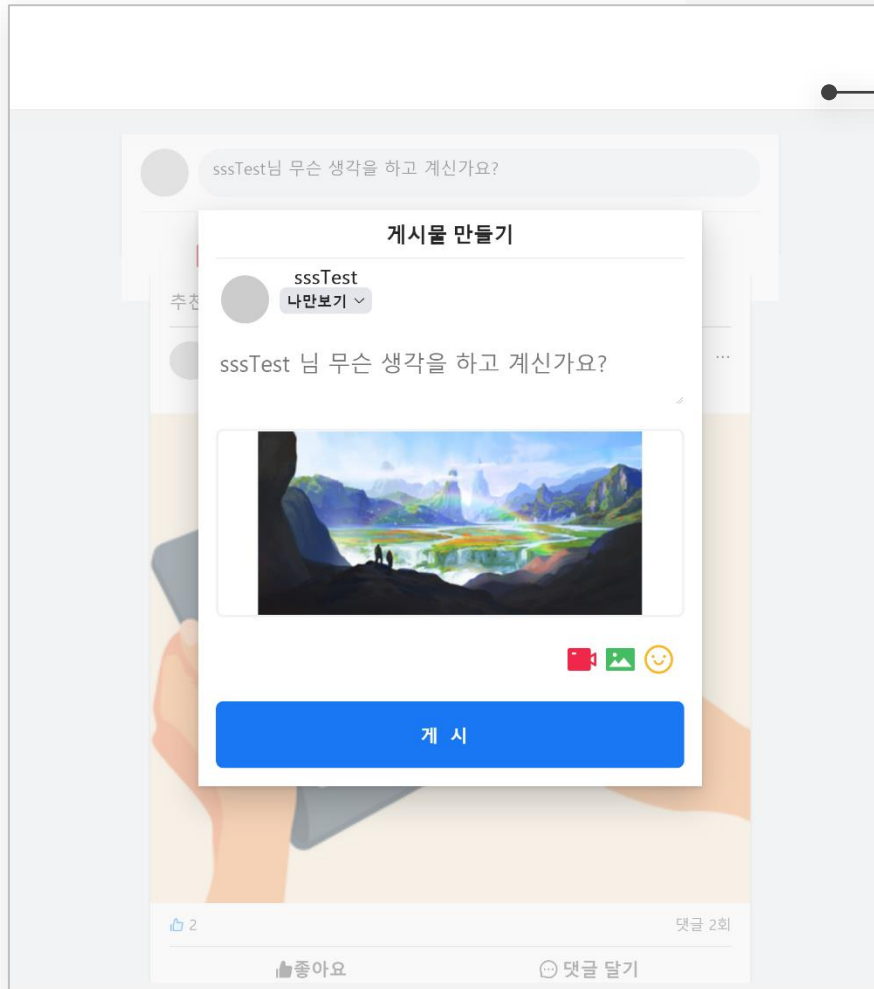 sssTest님 무슨 생각을 하고 계신가요?
게시물 만들기
sssTest
나만보기
추천
sssTest 님 무슨 생각을 하고 계신가요?
...
게 시
2
댓글 2회
좋아요
댓글 달기